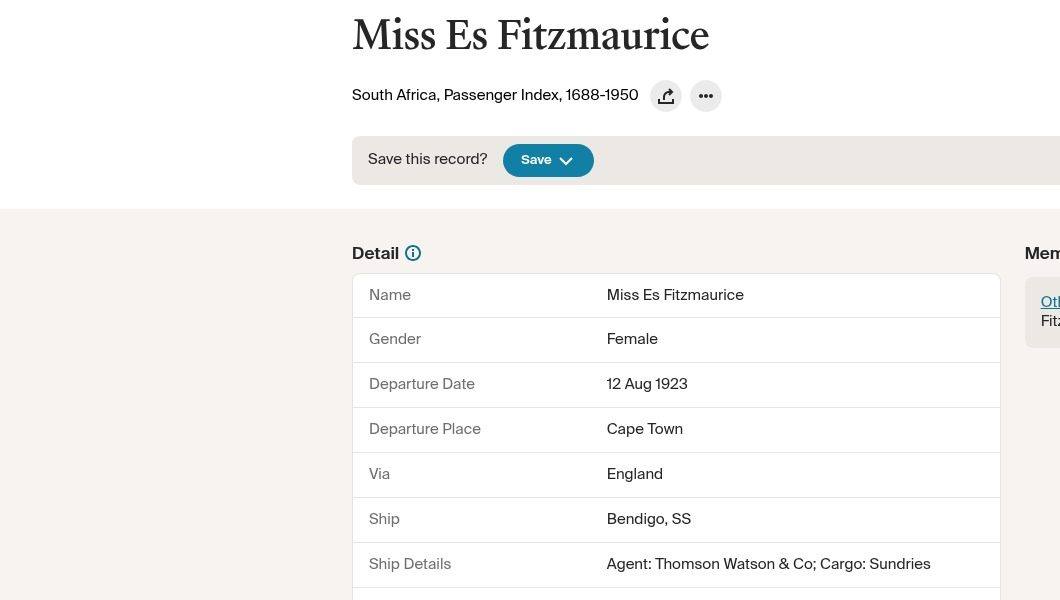 Miss Es Fitzmaurice
South Africa, Passenger Index, 1688-1950
Save this record? Save
Detail
Name Miss Es Fitzmaurice
Gender Female
Departure Date 12 Aug 1923
Departure Place Cape Town
Via England
Ship Bendigo, SS
Ship Details Agent: Thomson Watson & Co; Cargo: Sundries